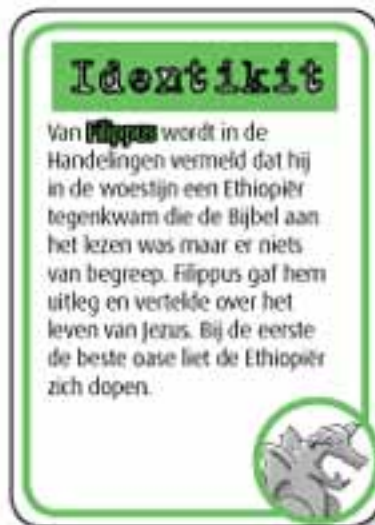 Identikit
Van Filippus wordt in de
Handelingen vermeld dat hij
in de woestijn een Ethiopiër
tegenkwam die de Bijbel aan
het lezen was maar er niets
van begreep. Filippus gaf hem
uitleg en vertelde over het
leven van Jezus. Bij de eerste
de beste oase liet de Ethiopiër
zich dopen.